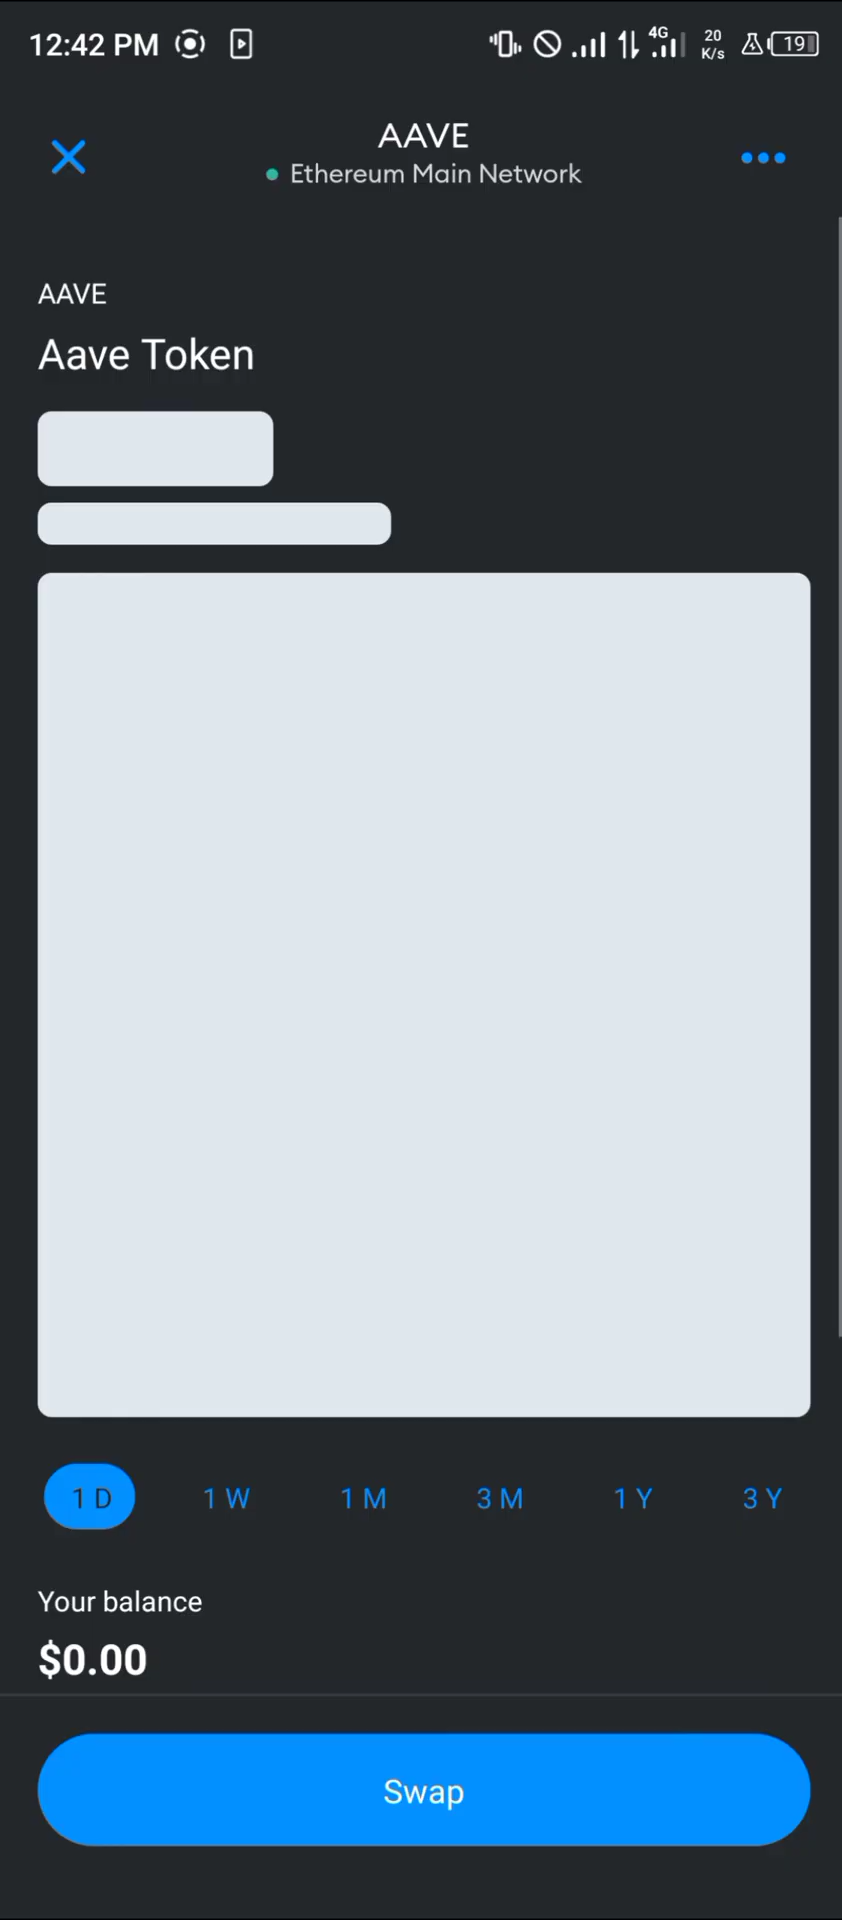 12:42 PM 4G 20 K/s 19
AAVE
Ethereum Main Network
AAVE
Aave Token
1 D 1 W 1 M 3 M 1 Y 3 Y
Your balance
$0.00
Swap